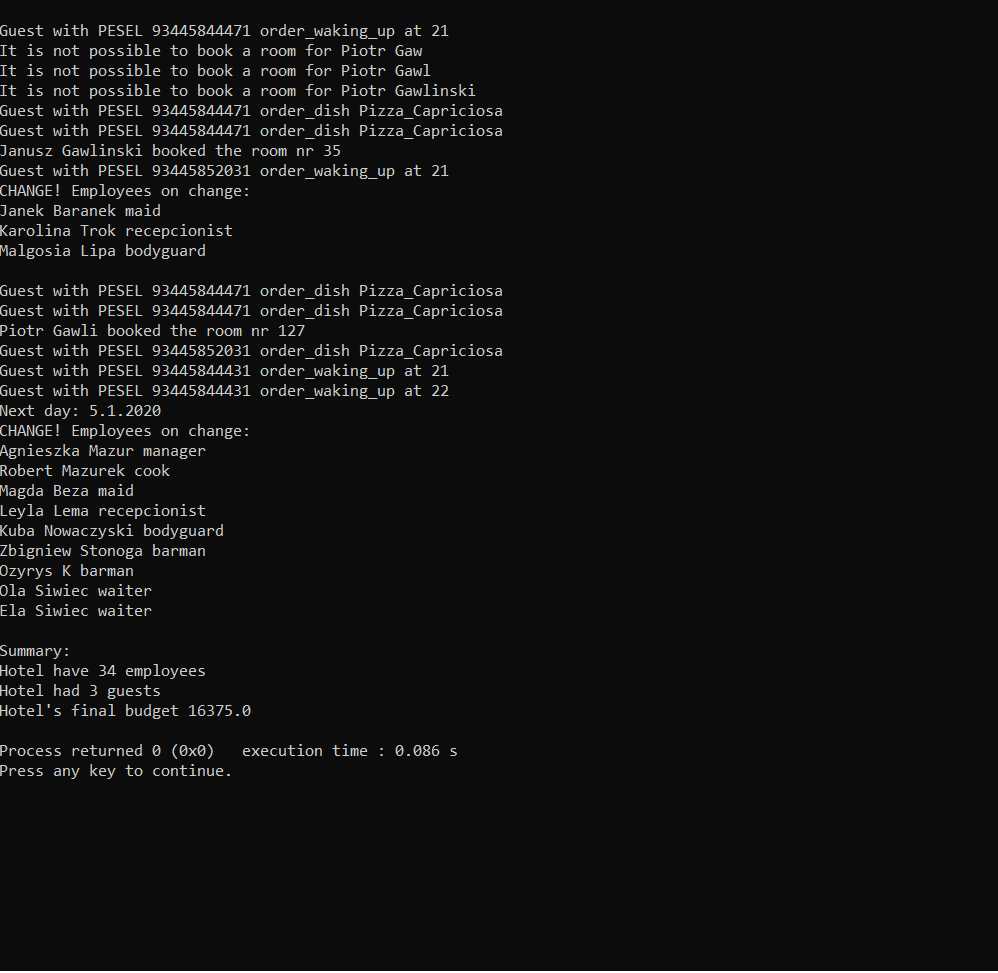 Guest with PESEL 93445844471 order_waking_up at 21
It is not possible to book a room for Piotr Gaw
It is not possible to book a room for Piotr Gawl
It is not possible to book a room for Piotr Gawlinski
Guest with PESEL 93445844471 order_dish Pizza_Capriciosa
Guest with PESEL 93445844471 order_dish Pizza_Capriciosa
Janusz Gawlinski booked the room nr 35
Guest with PESEL 93445852031 order_waking_up at 21
CHANGE! Employees on change:
Janek Baranek maid
Karolina Trok recepcionist
Malgosia Lipa bodyguard
Guest with PESEL 93445844471 order_dish Pizza_Capriciosa
Guest with PESEL 93445844471 order_dish Pizza_Capriciosa
Piotr Gawli booked the room nr 127
Guest with PESEL 93445852031 order_dish Pizza_Capriciosa
Guest with PESEL 93445844431 order_waking_up at 21
Guest with PESEL 93445844431 order_waking_up at 22
Next day: 5.1.2020
CHANGE! Employees on change:
Agnieszka Mazur manager
Robert Mazurek cook
Magda Beza maid
Leyla Lema recepcionist
Kuba Nowaczyski bodyguard
Zbigniew Stonoga barman
Ozyrys K barman
Ola Siwiec waiter
Ela Siwiec waiter
Summary:
Hotel have 34 employees
Hotel had 3 guests
Hotel's final budget 16375.0
Process returned 0 (0x0)   execution time : 0.086 s
Press any key to continue.